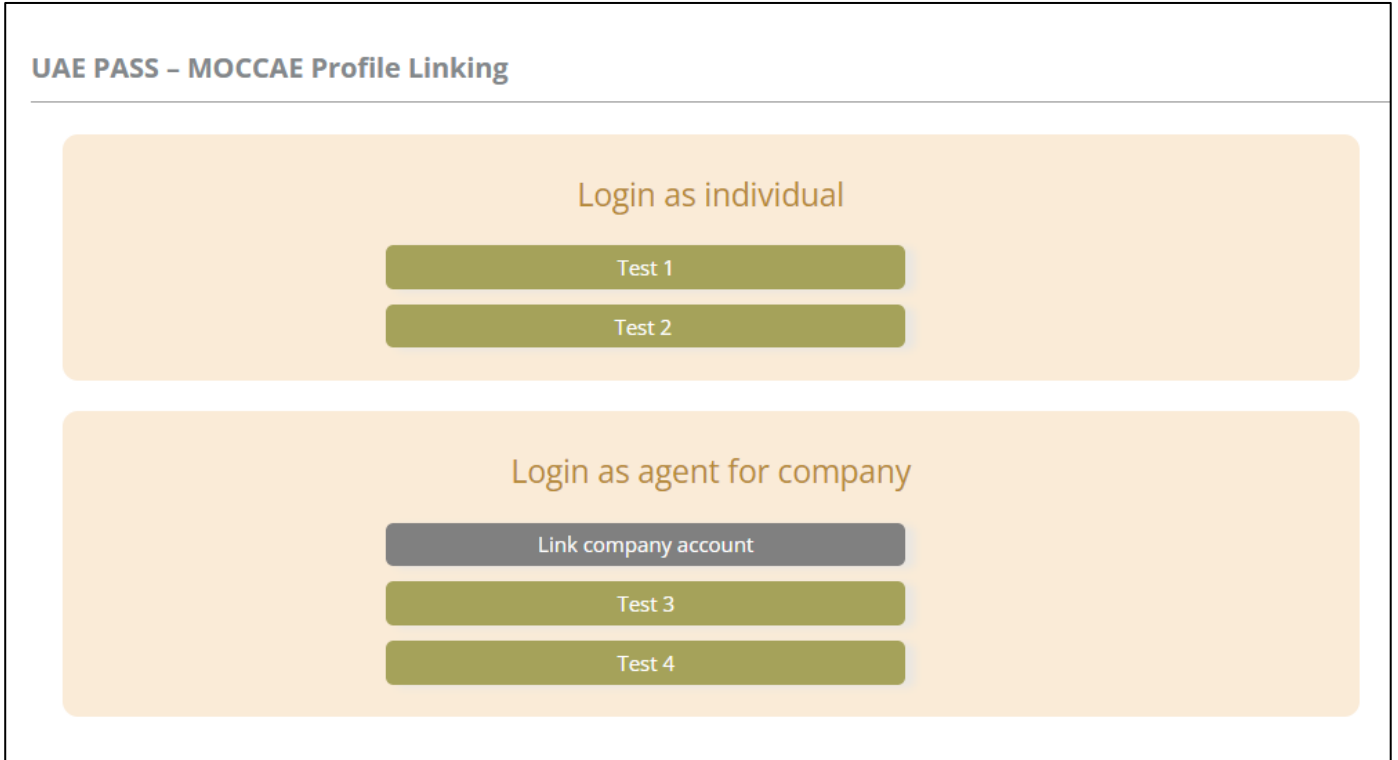 UAE PASS – MOCCAE Profile Linking
Login as individual
Test 1
Test 2
Login as agent for company
Link company account
Test 3
Test 4